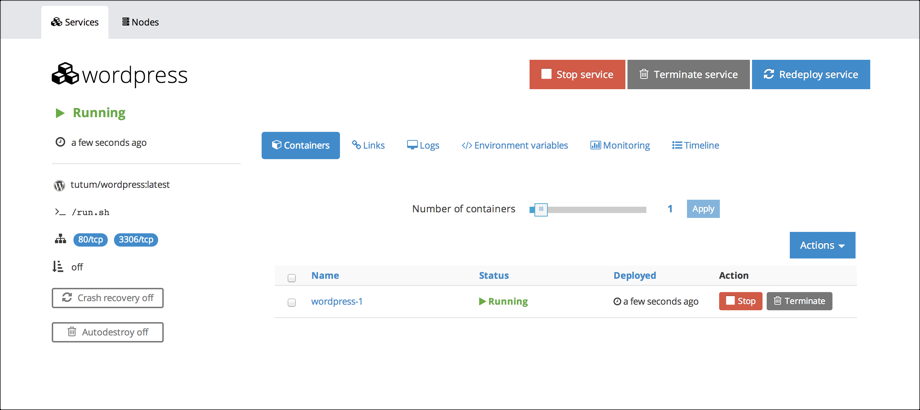 Services Nodes
wordpress
Stop service Terminate service Redeploy service
Running
a few seconds ago
Containers Links Logs </> Environment variables Monitoring Timeline
tutum/wordpress:latest
>_ /run.sh
80/tcp 3306/tcp
off
Crash recovery off
Autodestroy off
Number of containers 1 Apply
Actions
Name Status Deployed Action
wordpress-1 Running a few seconds ago Stop Terminate